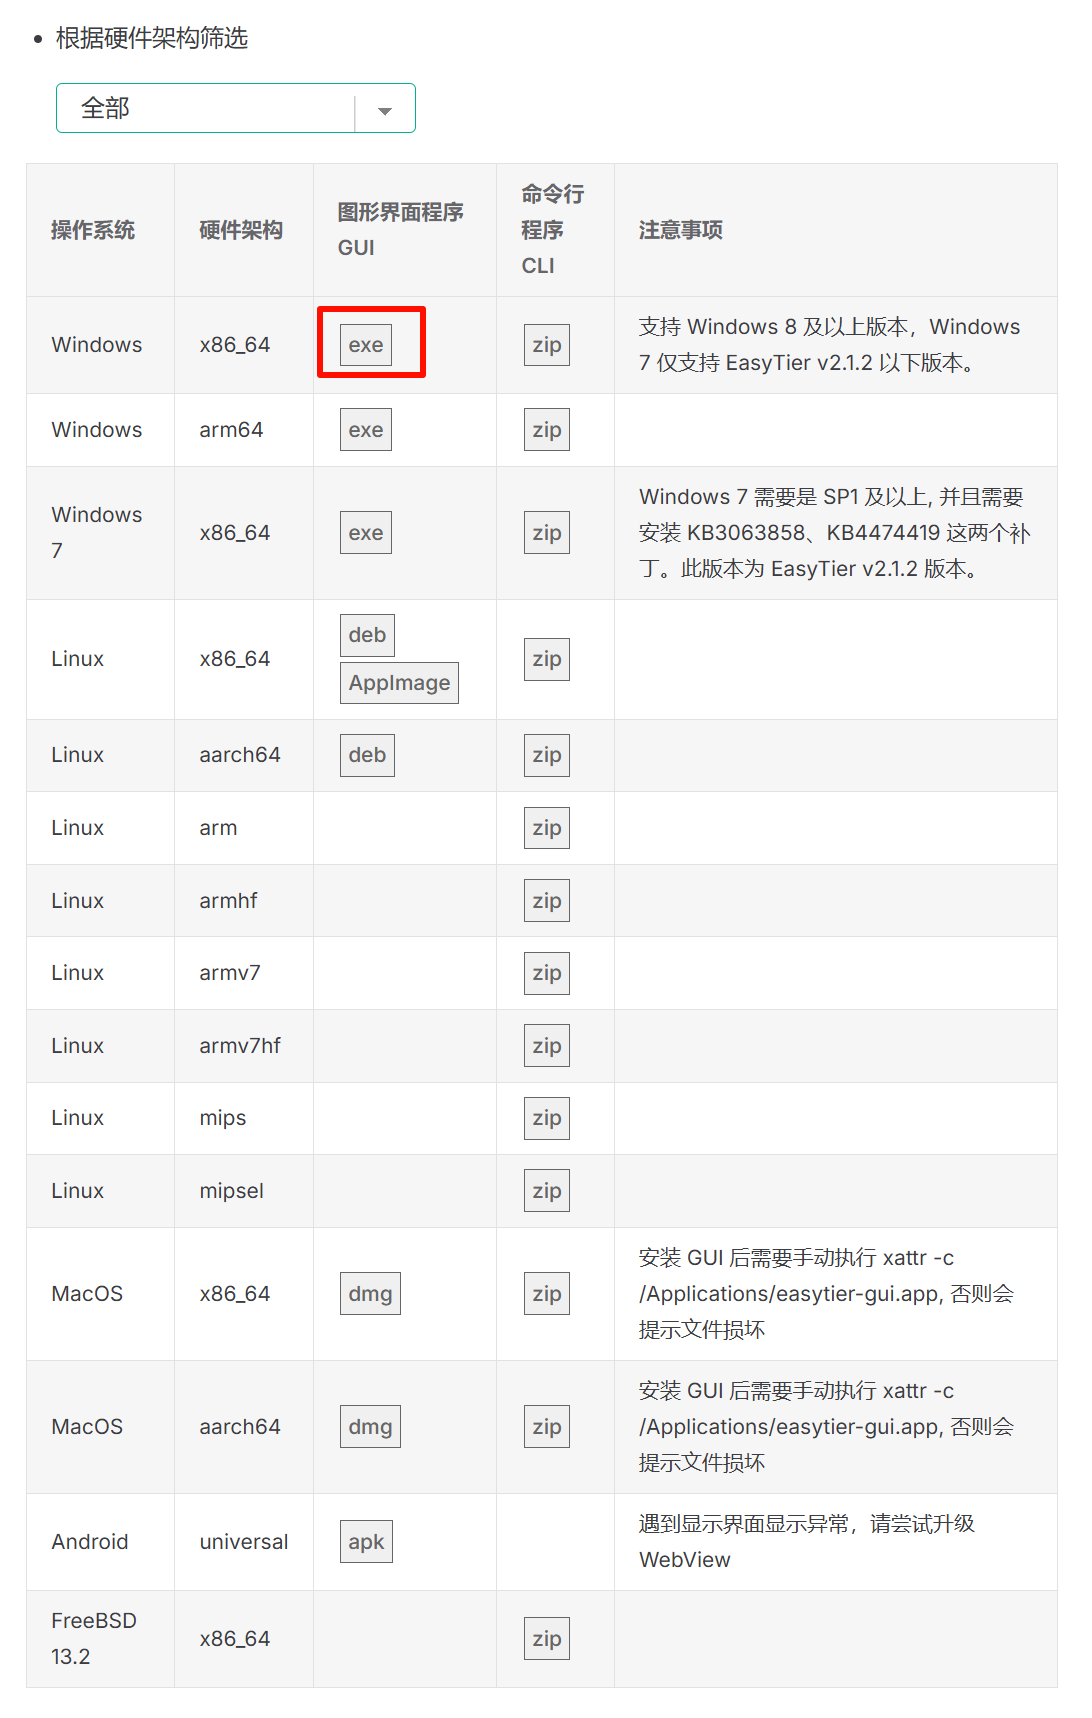 根据硬件架构筛选
全部
操作系统 硬件架构 图形界面程序 GUI 命令行程序 CLI 注意事项
Windows x86_64 exe zip 支持 Windows 8 及以上版本，Windows
7 仅支持 EasyTier v2.1.2 以下版本。
Windows arm64 exe zip
Windows 7 x86_64 exe zip Windows 7 需要是 SP1 及以上, 并且需要
安装 KB3063858、KB4474419 这两个补
丁。此版本为 EasyTier v2.1.2 版本。
Linux x86_64 deb AppImage zip
Linux aarch64 deb zip
Linux arm zip
Linux armhf zip
Linux armv7 zip
Linux armv7hf zip
Linux mips zip
Linux mipsel zip
MacOS x86_64 dmg zip 安装 GUI 后需要手动执行 xattr -c
/Applications/easytier-gui.app, 否则会
提示文件损坏
MacOS aarch64 dmg zip 安装 GUI 后需要手动执行 xattr -c
/Applications/easytier-gui.app, 否则会
提示文件损坏
Android universal apk 遇到显示界面显示异常，请尝试升级
WebView
FreeBSD 13.2 x86_64 zip